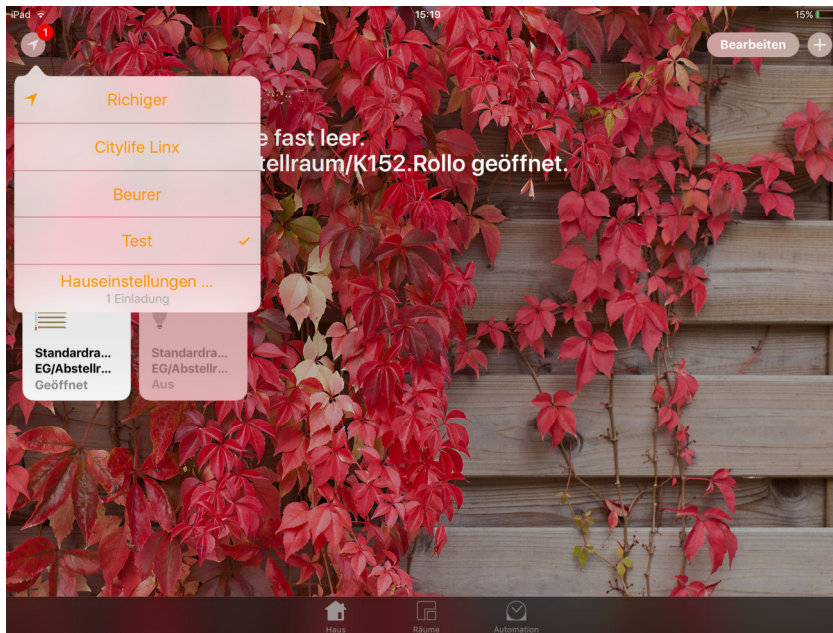 iPad
15:19
15%
1
Bearbeiten
Richiger
Citylife Linx
Beurer
Test
Hauseinstellungen ...
1 Einladung
fast leer.
/K152.Rollo geöffnet.
Standardra...
EG/Abstellr...
Geöffnet
Standardra...
EG/Abstellr...
Aus
Haus
Räume
Automation